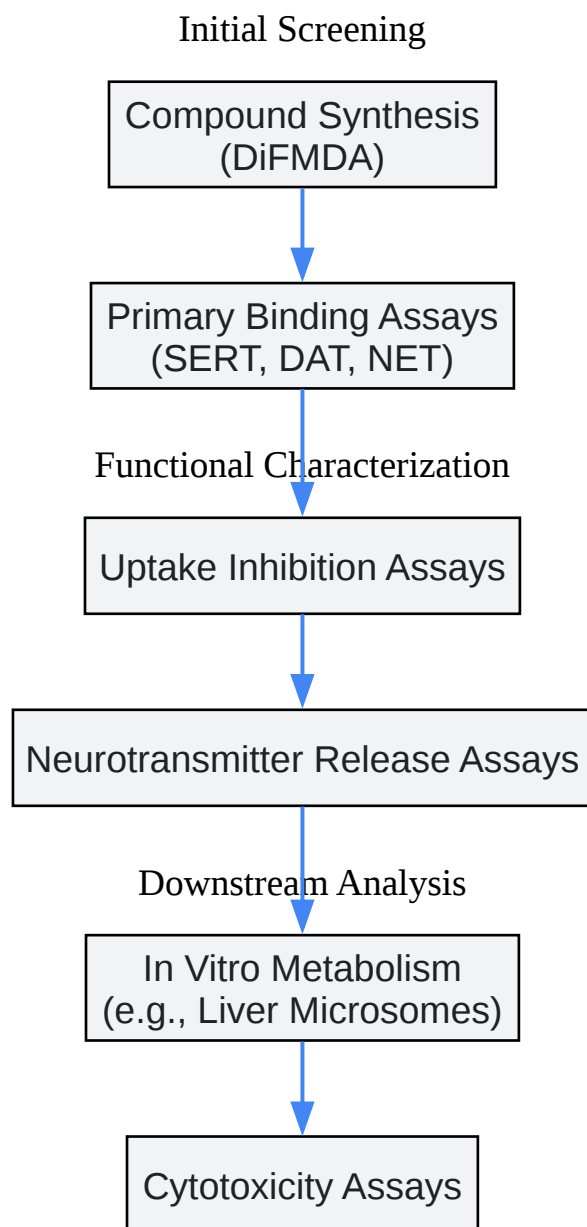 Initial Screening
Compound Synthesis
(DiFMDA)
Primary Binding Assays
(SERT, DAT, NET)
Functional Characterization
Uptake Inhibition Assays
Neurotransmitter Release Assays
Downstream Analysis
In Vitro Metabolism
(e.g., Liver Microsomes)
Cytotoxicity Assays